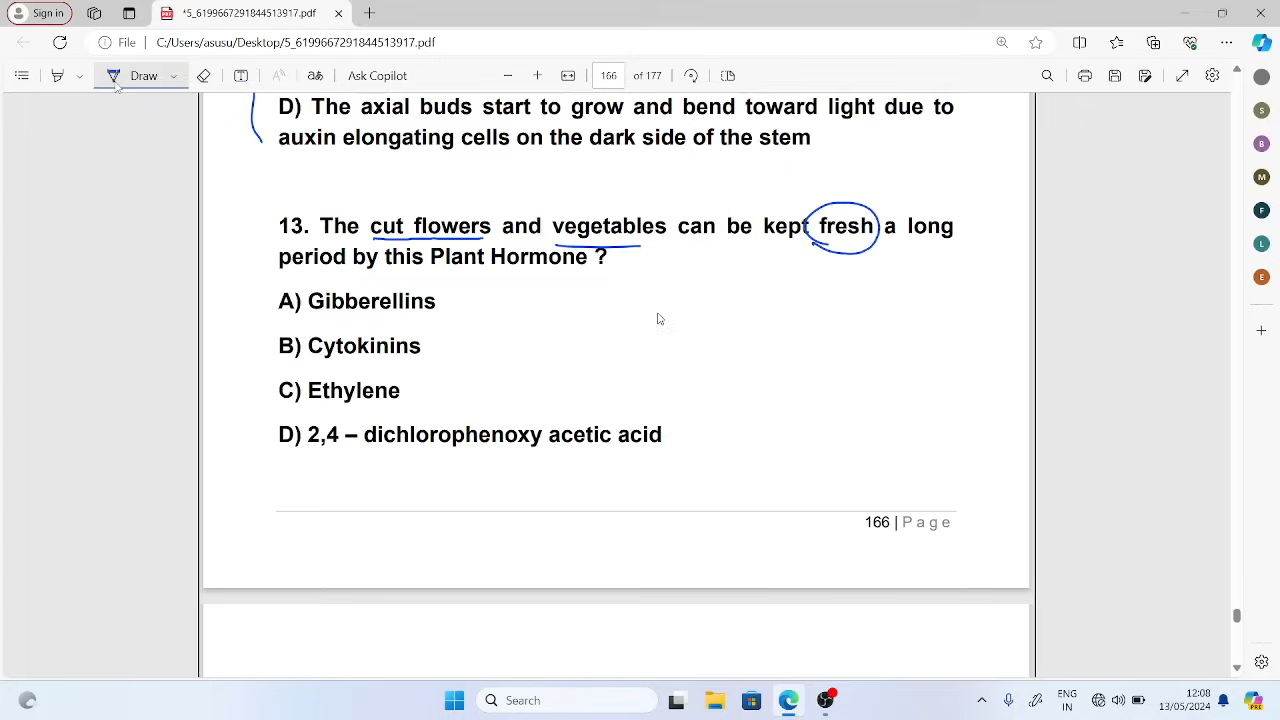 Sign in
*5_6199667291844513917.pdf
File
C:/Users/asusu/Desktop/5_6199667291844513917.pdf
Draw
Ask Copilot
166 of 177
D) The axial buds start to grow and bend toward light due to
auxin elongating cells on the dark side of the stem
13. The cut flowers and vegetables can be kept fresh a long
period by this Plant Hormone ?
A) Gibberellins
B) Cytokinins
C) Ethylene
D) 2,4 – dichlorophenoxy acetic acid
166 | Page
S
B
M
F
L
E
Search
ENG
IN
12:08
13/05/2024